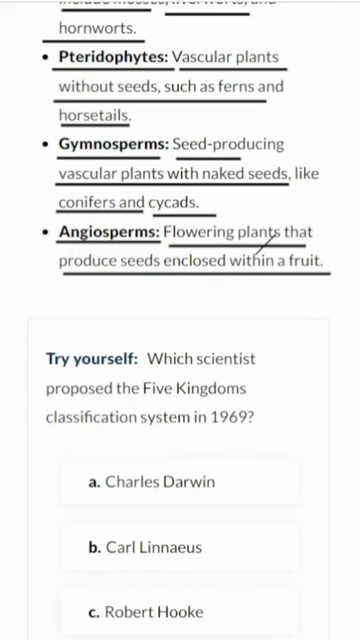 hornworts.
• Pteridophytes: Vascular plants
without seeds, such as ferns and
horsetails.
• Gymnosperms: Seed-producing
vascular plants with naked seeds, like
conifers and cycads.
• Angiosperms: Flowering plants that
produce seeds enclosed within a fruit.
Try yourself: Which scientist
proposed the Five Kingdoms
classification system in 1969?
a. Charles Darwin
b. Carl Linnaeus
c. Robert Hooke